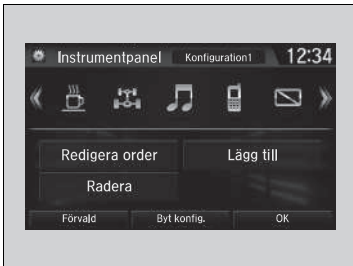 Instrumentpanel Konfiguration1 12:34
Redigera order Lägg till
Radera
Förvald Byt konfig. OK